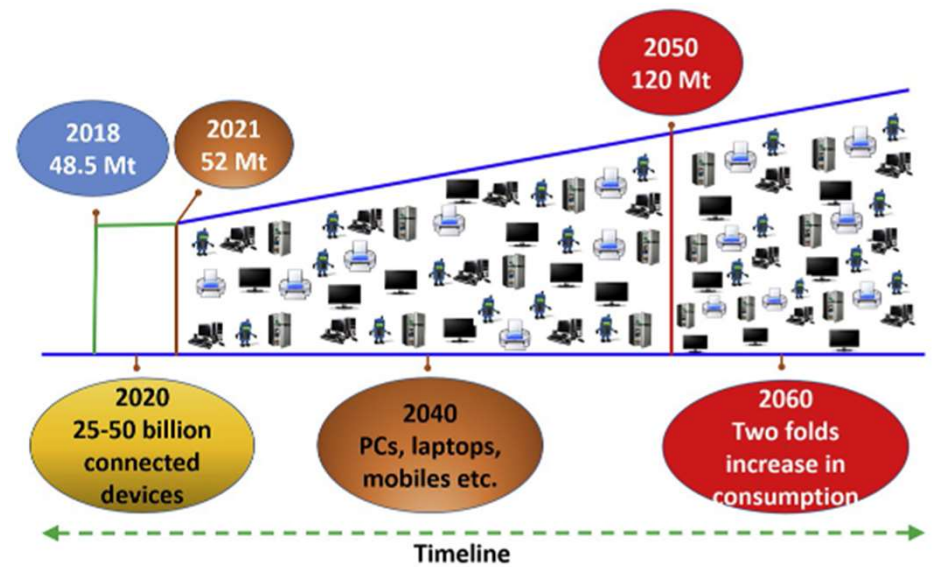 2050
120 Mt
2018
48.5 Mt
2021
52 Mt
2020
25-50 billion
connected
devices
2040
PCs, laptops,
mobiles etc.
2060
Two folds
increase in
consumption
Timeline